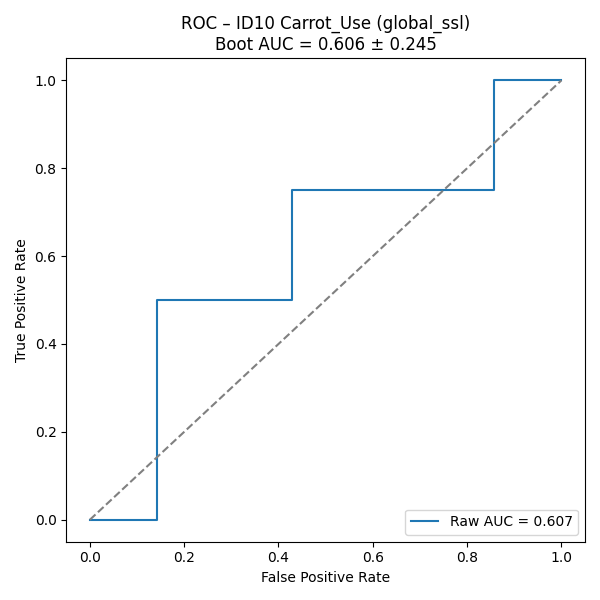 ROC – ID10 Carrot_Use (global_ssl)
Boot AUC = 0.606 ± 0.245
1.0
0.8
0.6
0.4
0.2
0.0
True Positive Rate
Raw AUC = 0.607
0.0 0.2 0.4 0.6 0.8 1.0
False Positive Rate